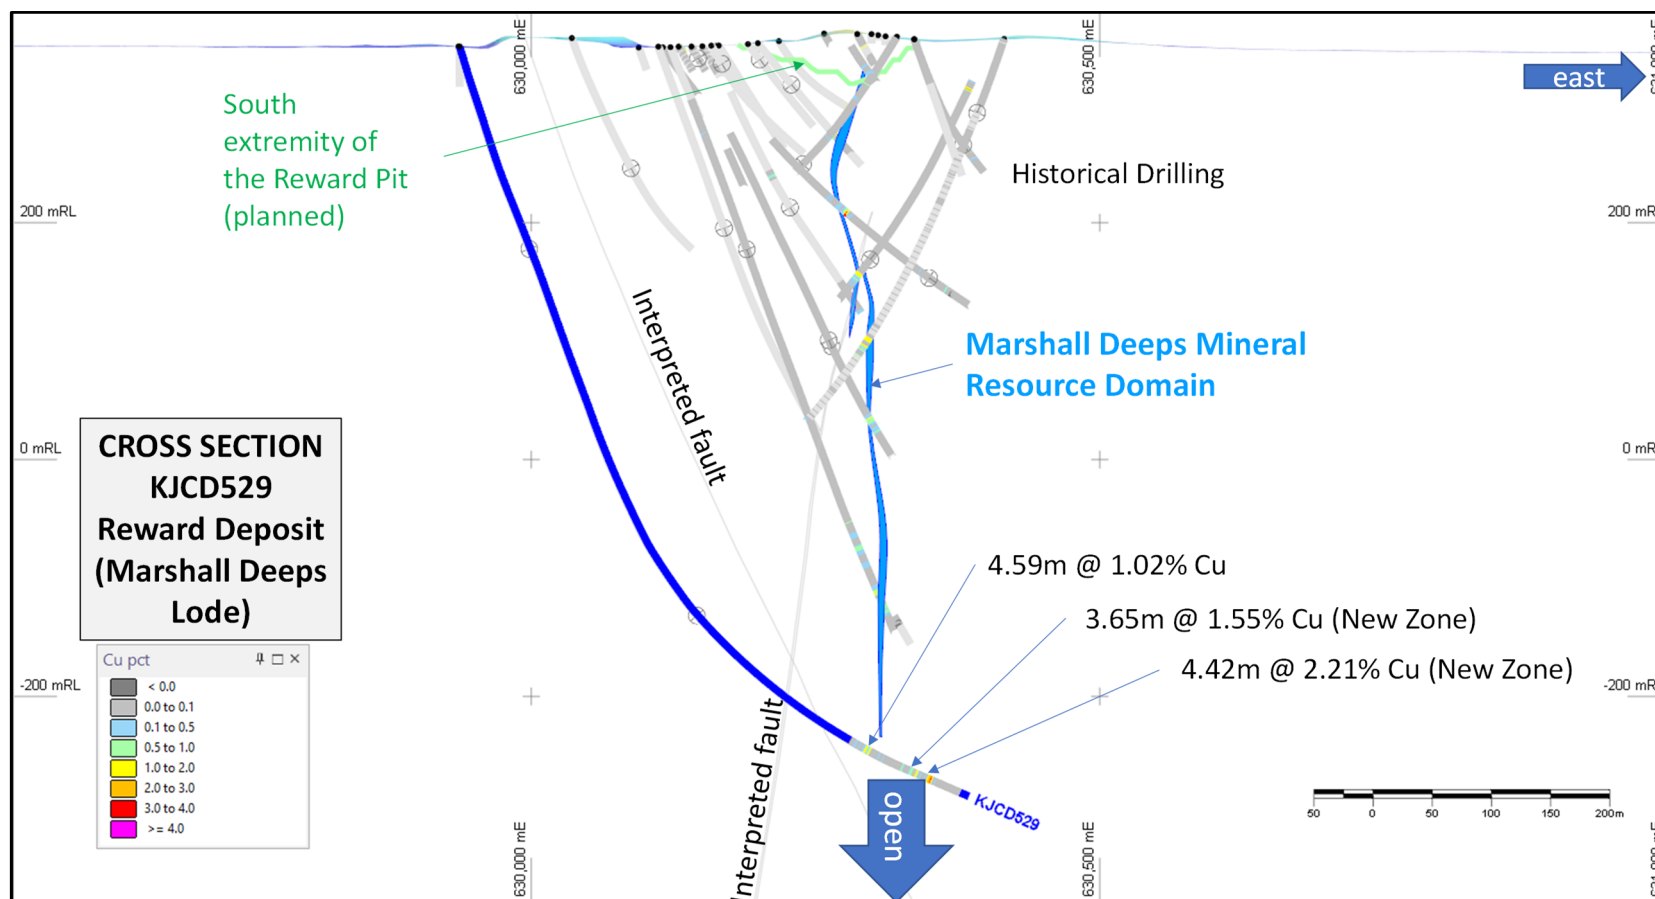 630,000 mE
630,500 mE
east
South
extremity of
the Reward Pit
(planned)
Historical Drilling
200 mRL
200 mRL
Interpreted fault
Marshall Deeps Mineral
Resource Domain
CROSS SECTION
KJCD529
Reward Deposit
(Marshall Deeps
Lode)
0 mRL
0 mR
4.59m @ 1.02% Cu
3.65m @ 1.55% Cu (New Zone)
4.42m @ 2.21% Cu (New Zone)
Cu pct
< 0.0
0.0 to 0.1
0.1 to 0.5
0.5 to 1.0
1.0 to 2.0
2.0 to 3.0
3.0 to 4.0
>= 4.0
-200 mRL
-200 mR
Interpreted fault
open
KJCD529
50 0 50 100 150 200m
630,000 mE
630,500 mE